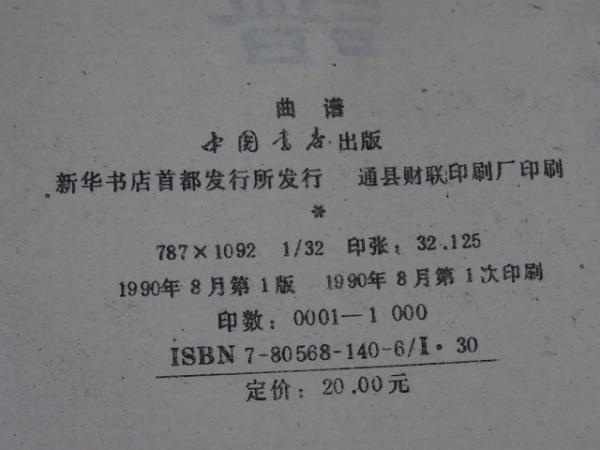 曲谱
中国书店出版
新华书店首都发行所发行 通县财联印刷厂印刷
*
787×1092 1/32 印张：32.125
1990年8月第1版 1990年8月第1次印刷
印数：0001—1 000
ISBN 7-80568-140-6/I·30
定价：20.00元